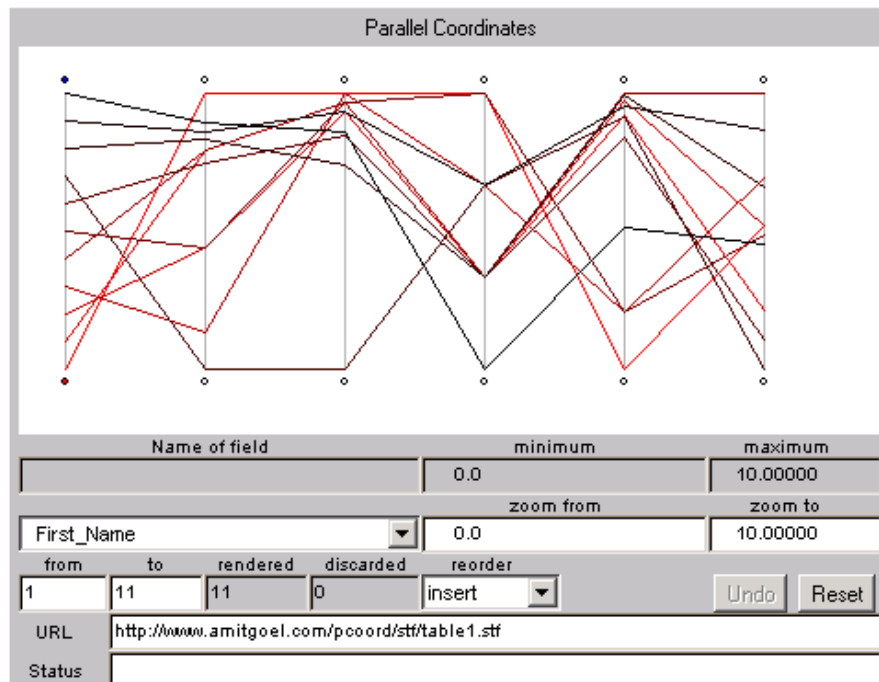 Parallel Coordinates
Name of field minimum maximum
0.0 10.00000
zoom from zoom to
First_Name 0.0 10.00000
from to rendered discarded reorder
1 11 11 0 insert Undo Reset
URL http://www.amitgoel.com/pcoord/stf/table1.stf
Status